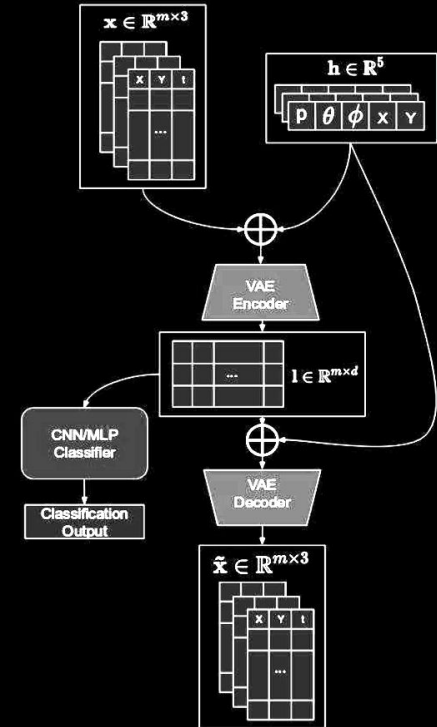 x ∈ ℝ^{m×3}
X Y t
...
h ∈ R^5
p θ ϕ X Y
VAE
Encoder
...
l ∈ ℝ^{m×d}
CNN/MLP
Classifier
VAE
Decoder
Classification
Output
x̃ ∈ ℝ^{m×3}
X Y t
...